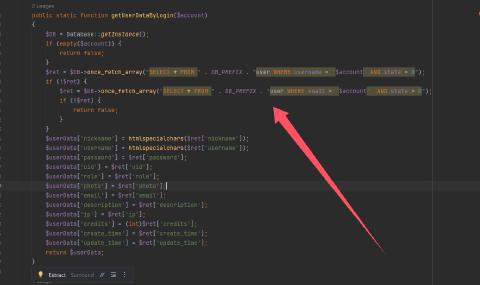 2 usages
public static function getUserDataByLogin($account)
{
$DB = Database::getInstance();
if (empty($account)) {
return false;
}
$ret = $DB->once_fetch_array("SELECT * FROM " . DB_PREFIX . "user WHERE username = '$account' AND state = 0");
if (!$ret) {
$ret = $DB->once_fetch_array("SELECT * FROM " . DB_PREFIX . "user WHERE email = '$account' AND state = 0");
if (!$ret) {
return false;
}
}
$userData['nickname'] = htmlspecialchars($ret['nickname']);
$userData['username'] = htmlspecialchars($ret['username']);
$userData['password'] = $ret['password'];
$userData['uid'] = $ret['uid'];
$userData['role'] = $ret['role'];
$userData['photo'] = $ret['photo'];
$userData['email'] = $ret['email'];
$userData['description'] = $ret['description'];
$userData['ip'] = $ret['ip'];
$userData['credits'] = (int)$ret['credits'];
$userData['create_time'] = $ret['create_time'];
$userData['update_time'] = $ret['update_time'];
return $userData;
}
Extract Surround